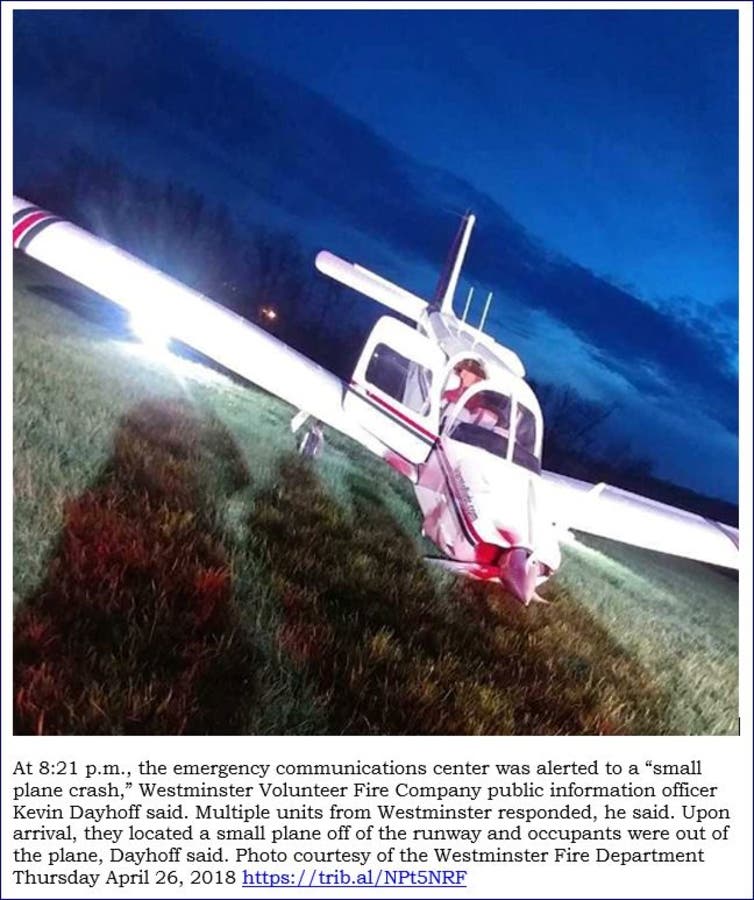 At 8:21 p.m., the emergency communications center was alerted to a “small
plane crash,” Westminster Volunteer Fire Company public information officer
Kevin Dayhoff said. Multiple units from Westminster responded, he said. Upon
arrival, they located a small plane off of the runway and occupants were out of
the plane, Dayhoff said. Photo courtesy of the Westminster Fire Department
Thursday April 26, 2018 https://trib.al/NPt5NRF